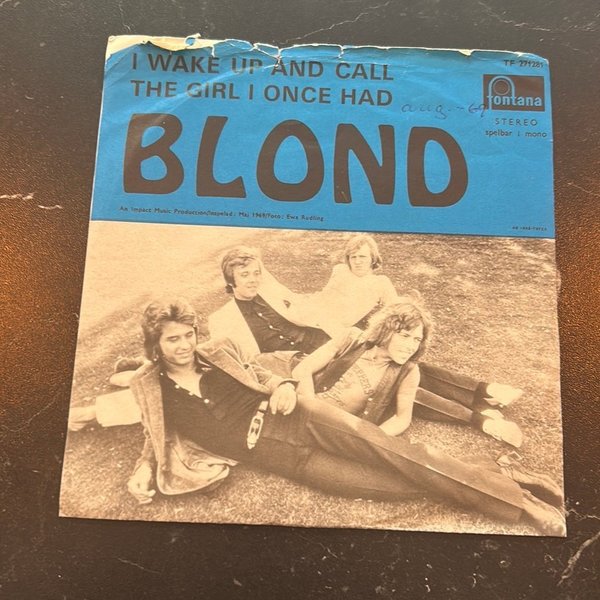 I WAKE UP AND CALL
TF 271281
THE GIRL I ONCE HAD
aug. -69
fontana
STEREO
spelbar i mono
BLOND
An Impact Music Production/Inspelad: Maj 1969/Foto: Ewa Rudling